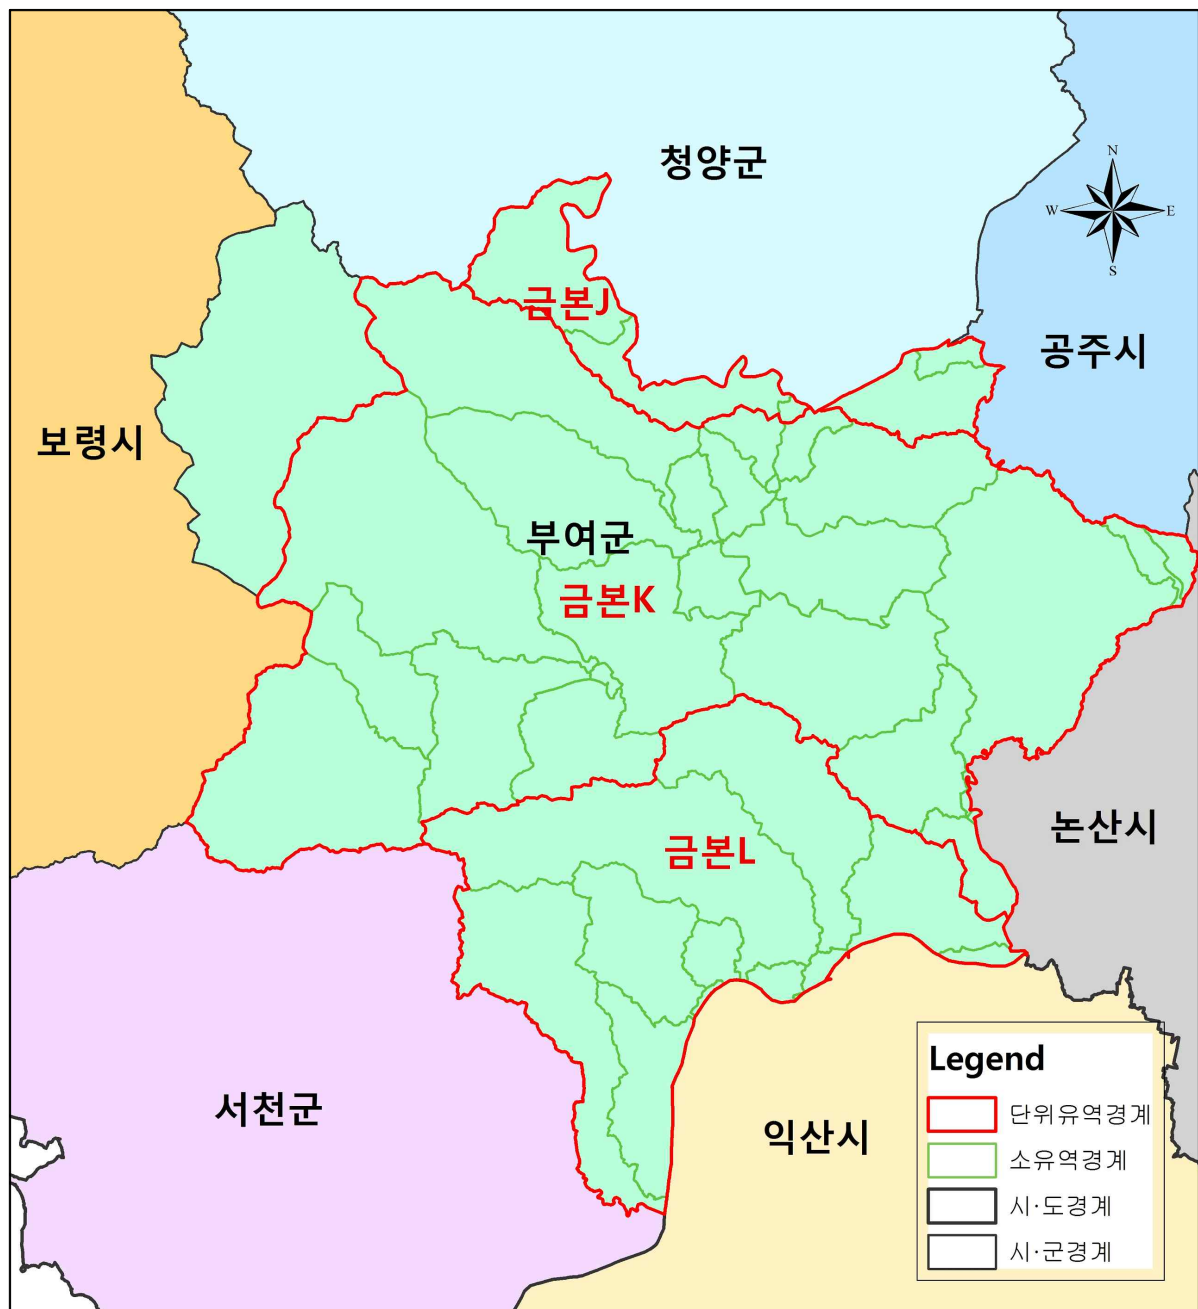 청양군
N
W
E
S
금본J
공주시
보령시
부여군
금본K
논산시
금본L
서천군
익산시
Legend
단위유역경계
소유역경계
시·도경계
시·군경계